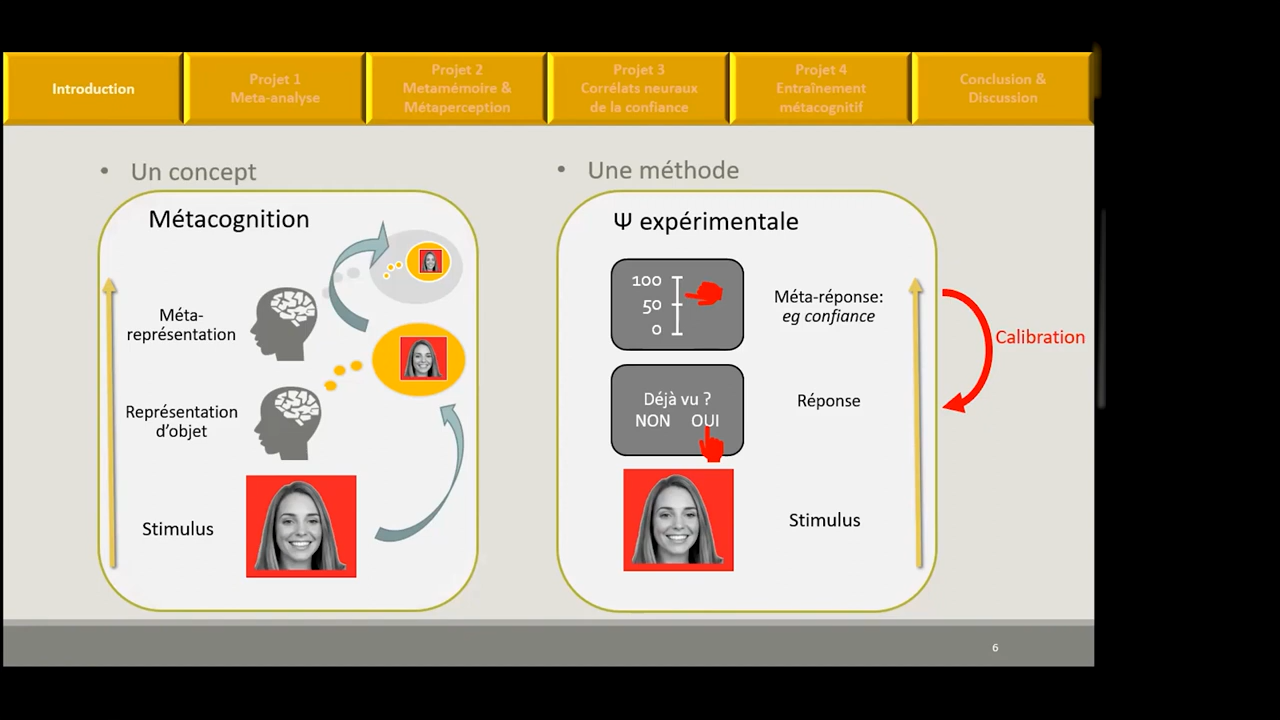 Introduction
Projet 1
Meta-analyse
Projet 2
Metamémoire &
Métaperception
Projet 3
Corrélats neuraux
de la confiance
Projet 4
Entraînement
métacognitif
Conclusion &
Discussion
• Un concept
Métacognition
Méta-
représentation
Représentation
d'objet
Stimulus
• Une méthode
Ψ expérimentale
100
50
0
Méta-réponse:
eg confiance
Calibration
Déjà vu ?
NON OUI
Réponse
Stimulus
6